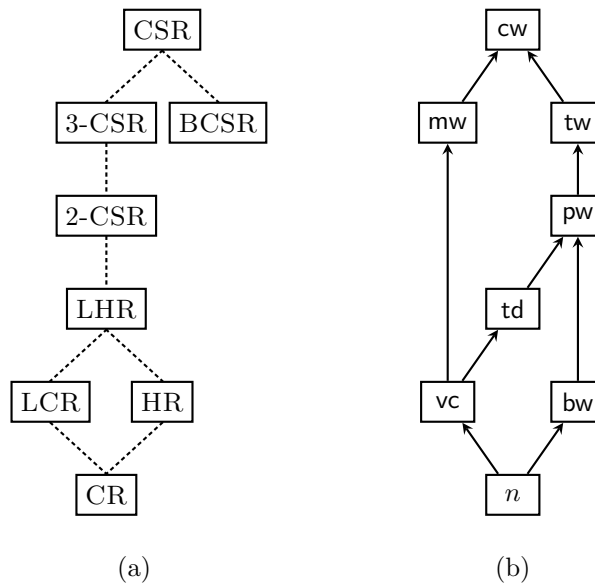 CSR
cw
3-CSR
BCSR
mw
tw
2-CSR
pw
LHR
td
LCR
HR
vc
bw
CR
n
(a)
(b)